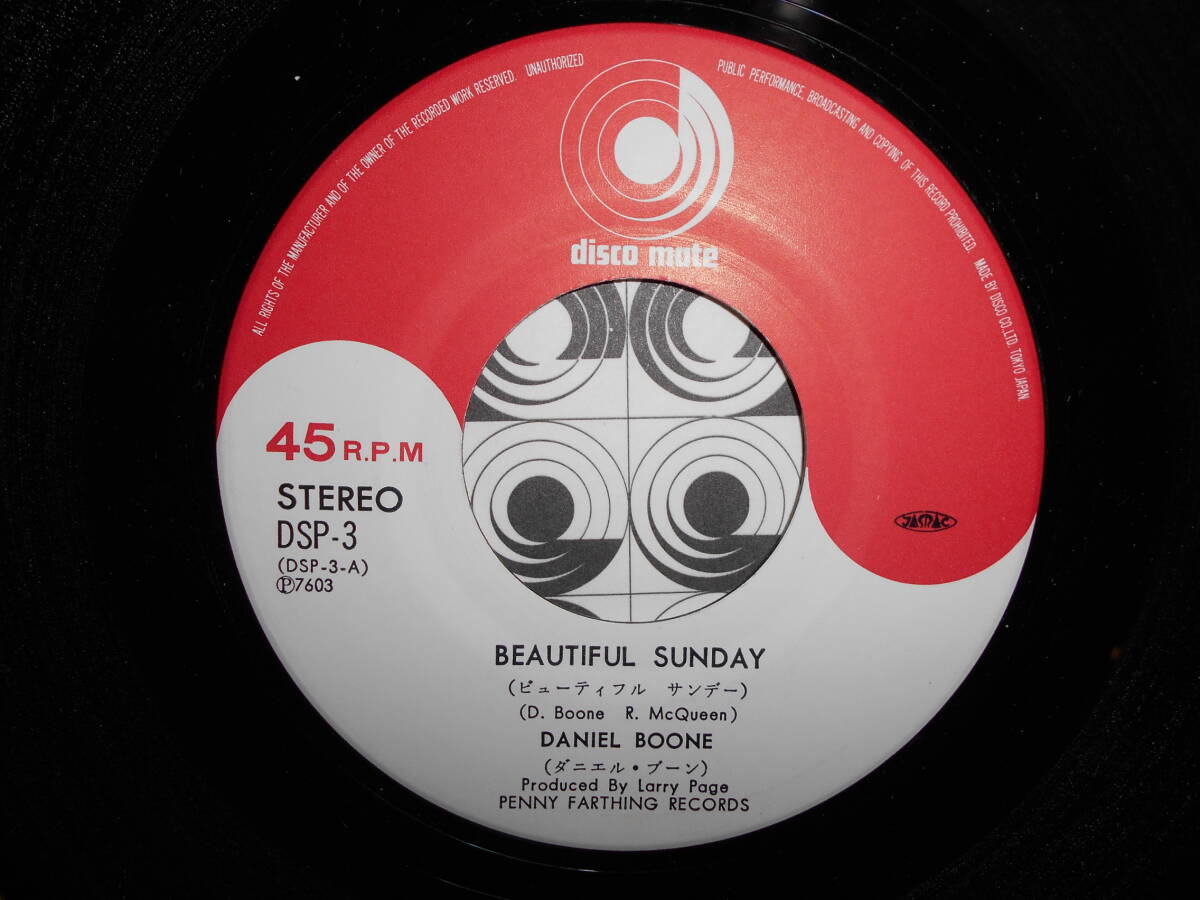 ALL RIGHTS OF THE MANUFACTURER AND OF THE OWNER OF THE RECORDED WORK RESERVED. UNAUTHORIZED
PUBLIC PERFORMANCE, BROADCASTING AND COPYING OF THIS RECORD PROHIBITED. MADE BY DISCO CO.,LTD. TOKYO JAPAN.
disco mate
45 R.P.M
STEREO
DSP-3
(DSP-3-A)
Ⓟ7603
JASRAC
BEAUTIFUL SUNDAY
(ビューティフル サンデー)
(D. Boone R. McQueen)
DANIEL BOONE
(ダニエル・ブーン)
Produced By Larry Page
PENNY FARTHING RECORDS